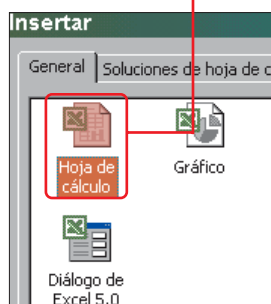 Insertar
General Soluciones de hoja de c
Hoja de
cálculo
Gráfico
Diálogo de
Excel 5.0